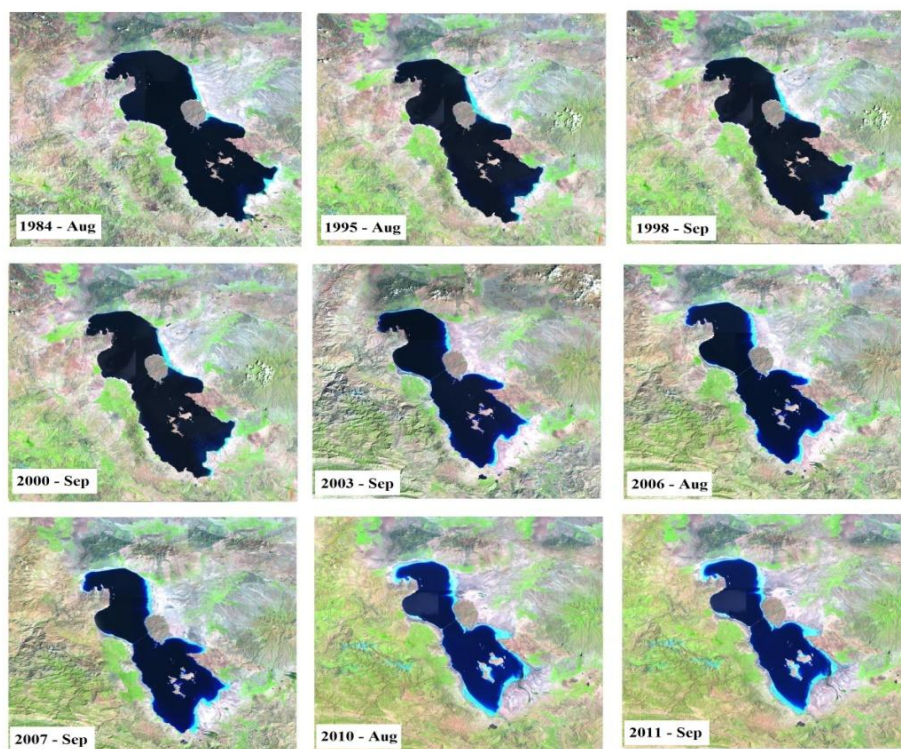 1984 - Aug
1995 - Aug
1998 - Sep
2000 - Sep
2003 - Sep
2006 - Aug
2007 - Sep
2010 - Aug
2011 - Sep